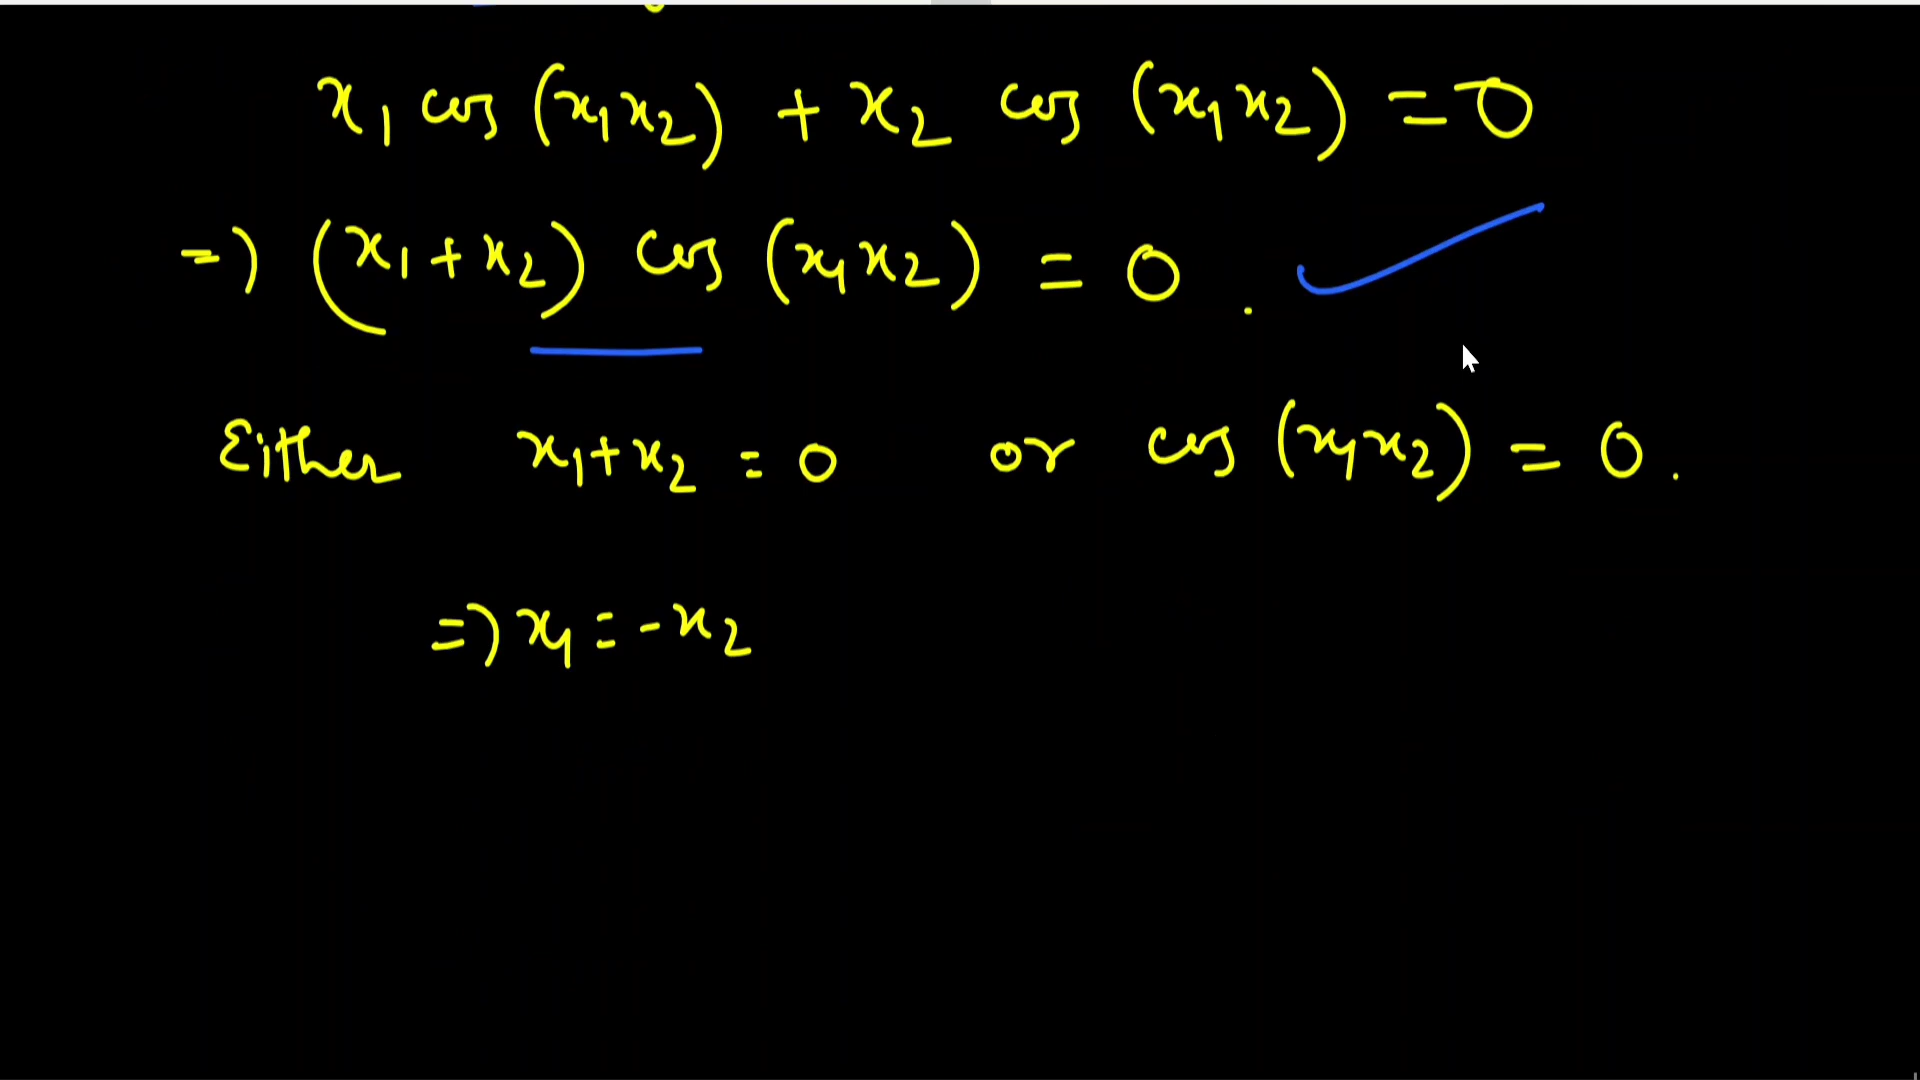 x₁ cos (x₁x₂) + x₂ cos (x₁x₂) = 0
=) (x₁ + x₂) cos (x₁x₂) = 0 .
Either x₁ + x₂ = 0 or cos (x₁x₂) = 0 .
=) x₁ = - x₂